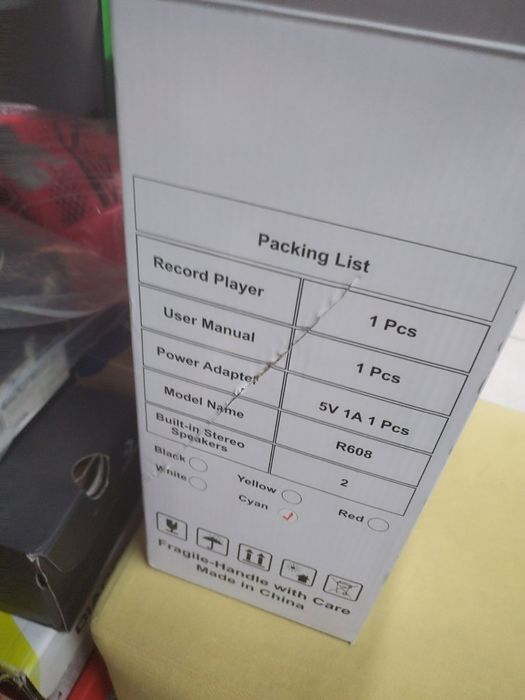 Packing List
Record Player 1 Pcs
User Manual 1 Pcs
Power Adapter 5V 1A 1 Pcs
Model Name R608
Built-in Stereo
Speakers 2
Black Yellow Red
White Cyan ✓
Fragile-Handle with Care
Made in China